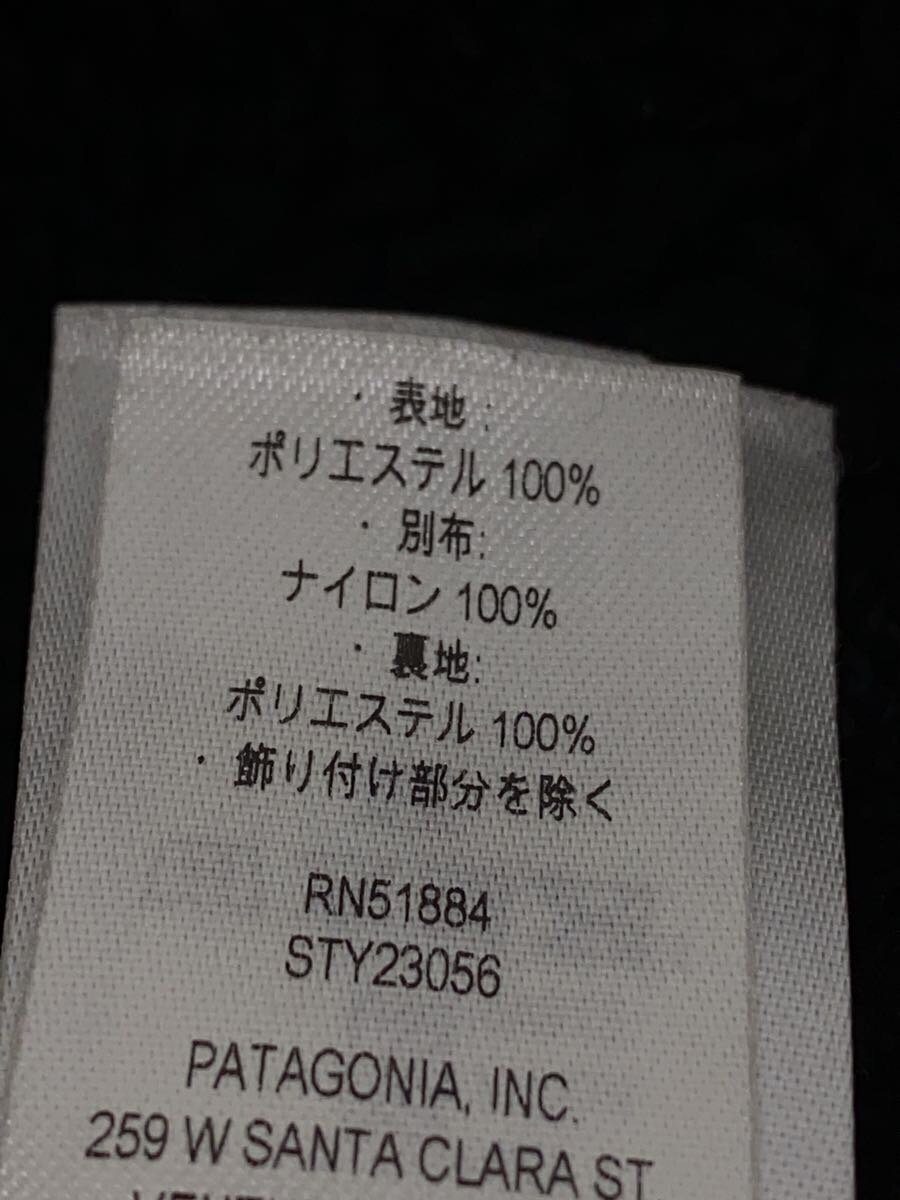 ・表地:
ポリエステル 100%
・別布:
ナイロン 100%
・裏地:
ポリエステル 100%
・飾り付け部分を除く
RN51884
STY23056
PATAGONIA, INC.
259 W SANTA CLARA ST